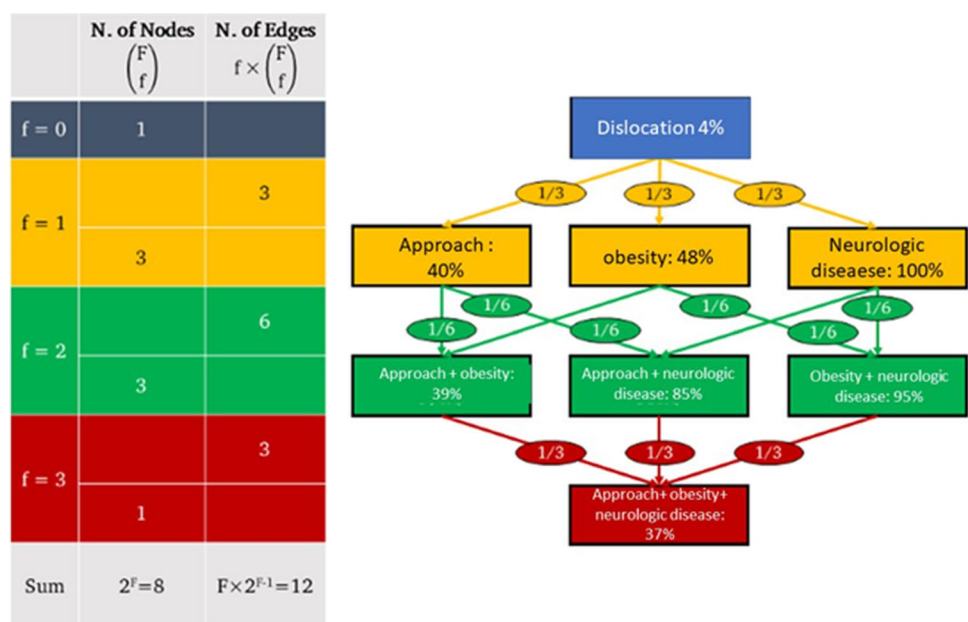 N. of Nodes N. of Edges
(F f) f × (F f)
f = 0 1
3
f = 1
3
6
f = 2
3
3
f = 3
1
Sum 2^F=8 F×2^F-1=12
Dislocation 4%
1/3 1/3 1/3
Approach :
40%
obesity: 48%
Neurologic
diseaese: 100%
1/6 1/6 1/6
1/6 1/6 1/6
Approach + obesity:
39%
Approach + neurologic
disease: 85%
Obesity + neurologic
disease: 95%
1/3 1/3 1/3
Approach+ obesity+
neurologic disease:
37%